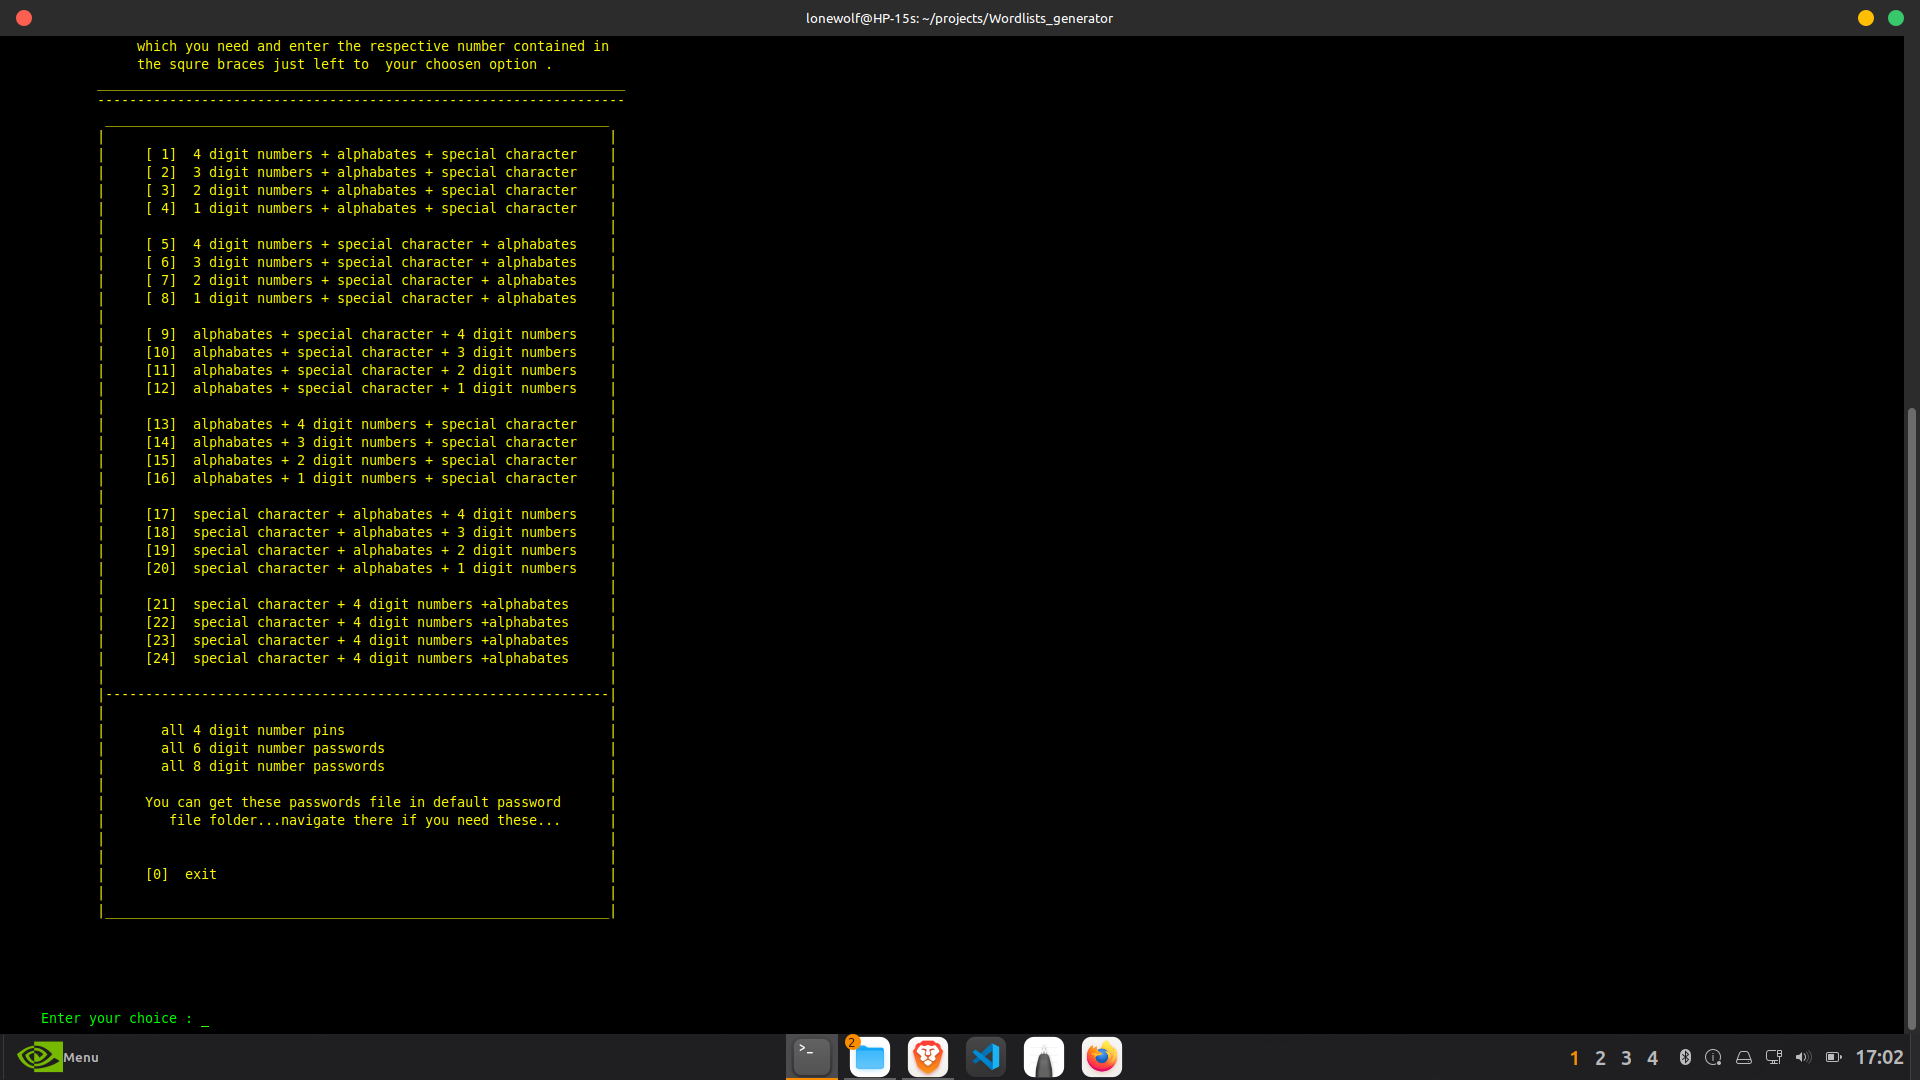 lonewolf@HP-15s: ~/projects/Wordlists_generator
which you need and enter the respective number contained in
the squre braces just left to  your choosen option .
[ 1]  4 digit numbers + alphabates + special character
[ 2]  3 digit numbers + alphabates + special character
[ 3]  2 digit numbers + alphabates + special character
[ 4]  1 digit numbers + alphabates + special character
[ 5]  4 digit numbers + special character + alphabates
[ 6]  3 digit numbers + special character + alphabates
[ 7]  2 digit numbers + special character + alphabates
[ 8]  1 digit numbers + special character + alphabates
[ 9]  alphabates + special character + 4 digit numbers
[10]  alphabates + special character + 3 digit numbers
[11]  alphabates + special character + 2 digit numbers
[12]  alphabates + special character + 1 digit numbers
[13]  alphabates + 4 digit numbers + special character
[14]  alphabates + 3 digit numbers + special character
[15]  alphabates + 2 digit numbers + special character
[16]  alphabates + 1 digit numbers + special character
[17]  special character + alphabates + 4 digit numbers
[18]  special character + alphabates + 3 digit numbers
[19]  special character + alphabates + 2 digit numbers
[20]  special character + alphabates + 1 digit numbers
[21]  special character + 4 digit numbers +alphabates
[22]  special character + 4 digit numbers +alphabates
[23]  special character + 4 digit numbers +alphabates
[24]  special character + 4 digit numbers +alphabates
all 4 digit number pins
all 6 digit number passwords
all 8 digit number passwords
You can get these passwords file in default password
file folder...navigate there if you need these...
[0]  exit
Enter your choice : _
Menu
>_
2
1 2 3 4
17:02